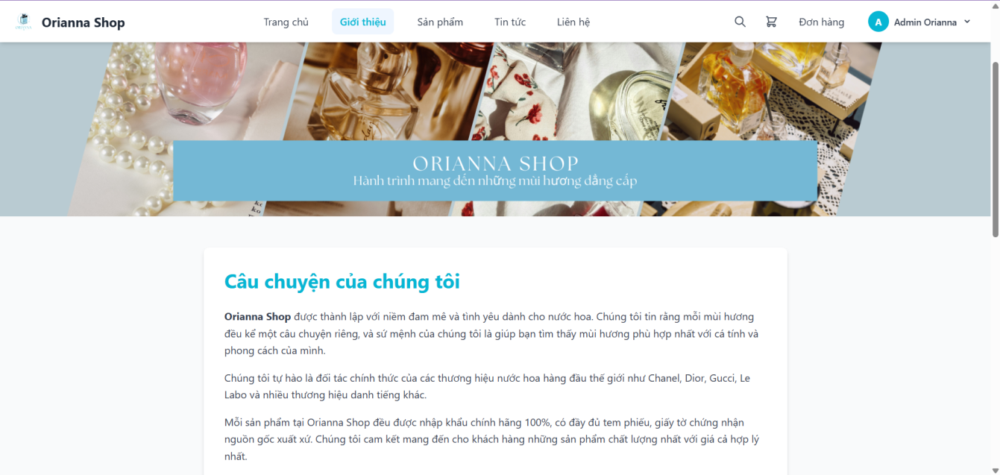 Orianna Shop
Trang chủ
Giới thiệu
Sản phẩm
Tin tức
Liên hệ
Đơn hàng
A
Admin Orianna
ORIANNA SHOP
Hành trình mang đến những mùi hương đẳng cấp
Câu chuyện của chúng tôi
Orianna Shop được thành lập với niềm đam mê và tình yêu dành cho nước hoa. Chúng tôi tin rằng mỗi mùi hương
đều kể một câu chuyện riêng, và sứ mệnh của chúng tôi là giúp bạn tìm thấy mùi hương phù hợp nhất với cá tính và
phong cách của mình.
Chúng tôi tự hào là đối tác chính thức của các thương hiệu nước hoa hàng đầu thế giới như Chanel, Dior, Gucci, Le
Labo và nhiều thương hiệu danh tiếng khác.
Mỗi sản phẩm tại Orianna Shop đều được nhập khẩu chính hãng 100%, có đầy đủ tem phiếu, giấy tờ chứng nhận
nguồn gốc xuất xứ. Chúng tôi cam kết mang đến cho khách hàng những sản phẩm chất lượng nhất với giá cả hợp lý
nhất.